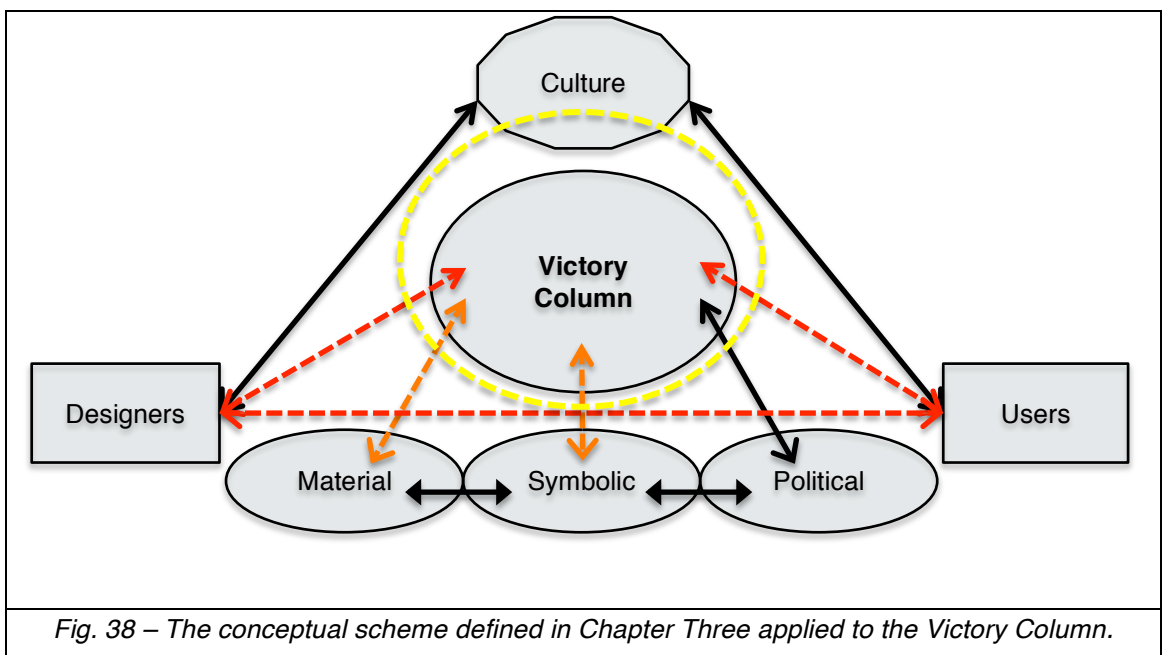 Culture
Victory
Column
Designers
Users
Material
Symbolic
Political
Fig. 38 – The conceptual scheme defined in Chapter Three applied to the Victory Column.